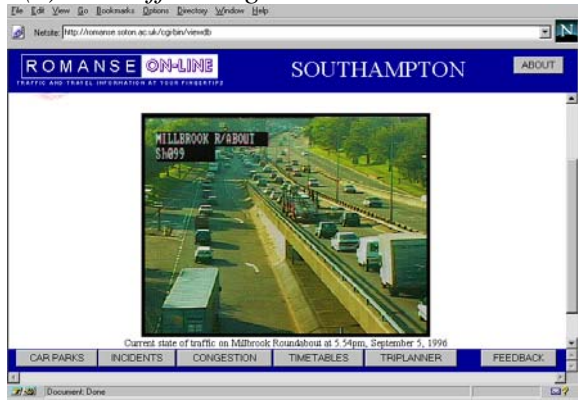 File Edit View Go Bookmarks Options Directory Window Help
Netsite: http://romanse.soton.ac.uk/cgi-bin/viewdb
N
ROMANSE ON-LINE
TRAFFIC AND TRAVEL INFORMATION AT YOUR FINGERTIPS
SOUTHAMPTON
ABOUT
MILLBROOK R/ABOUT
Sh099
Current state of traffic on Millbrook Roundabout at 5.54pm, September 5, 1996
CAR PARKS INCIDENTS CONGESTION TIMETABLES TRIPLANNER FEEDBACK
Document: Done